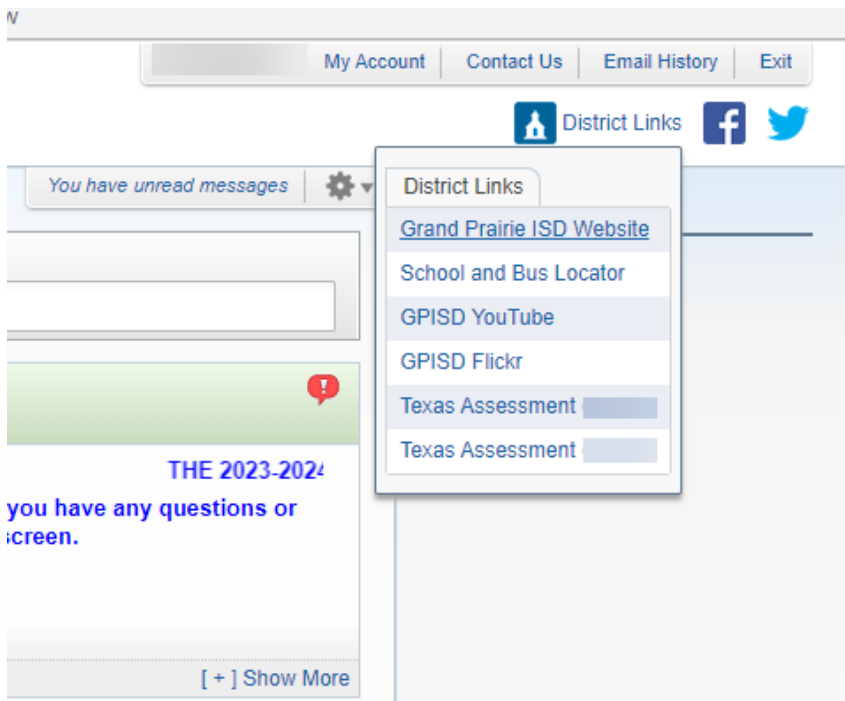 My Account
Contact Us
Email History
Exit
District Links
You have unread messages
District Links
Grand Prairie ISD Website
School and Bus Locator
GPISD YouTube
GPISD Flickr
Texas Assessment
Texas Assessment
THE 2023-2024
you have any questions or
screen.
[ + ] Show More